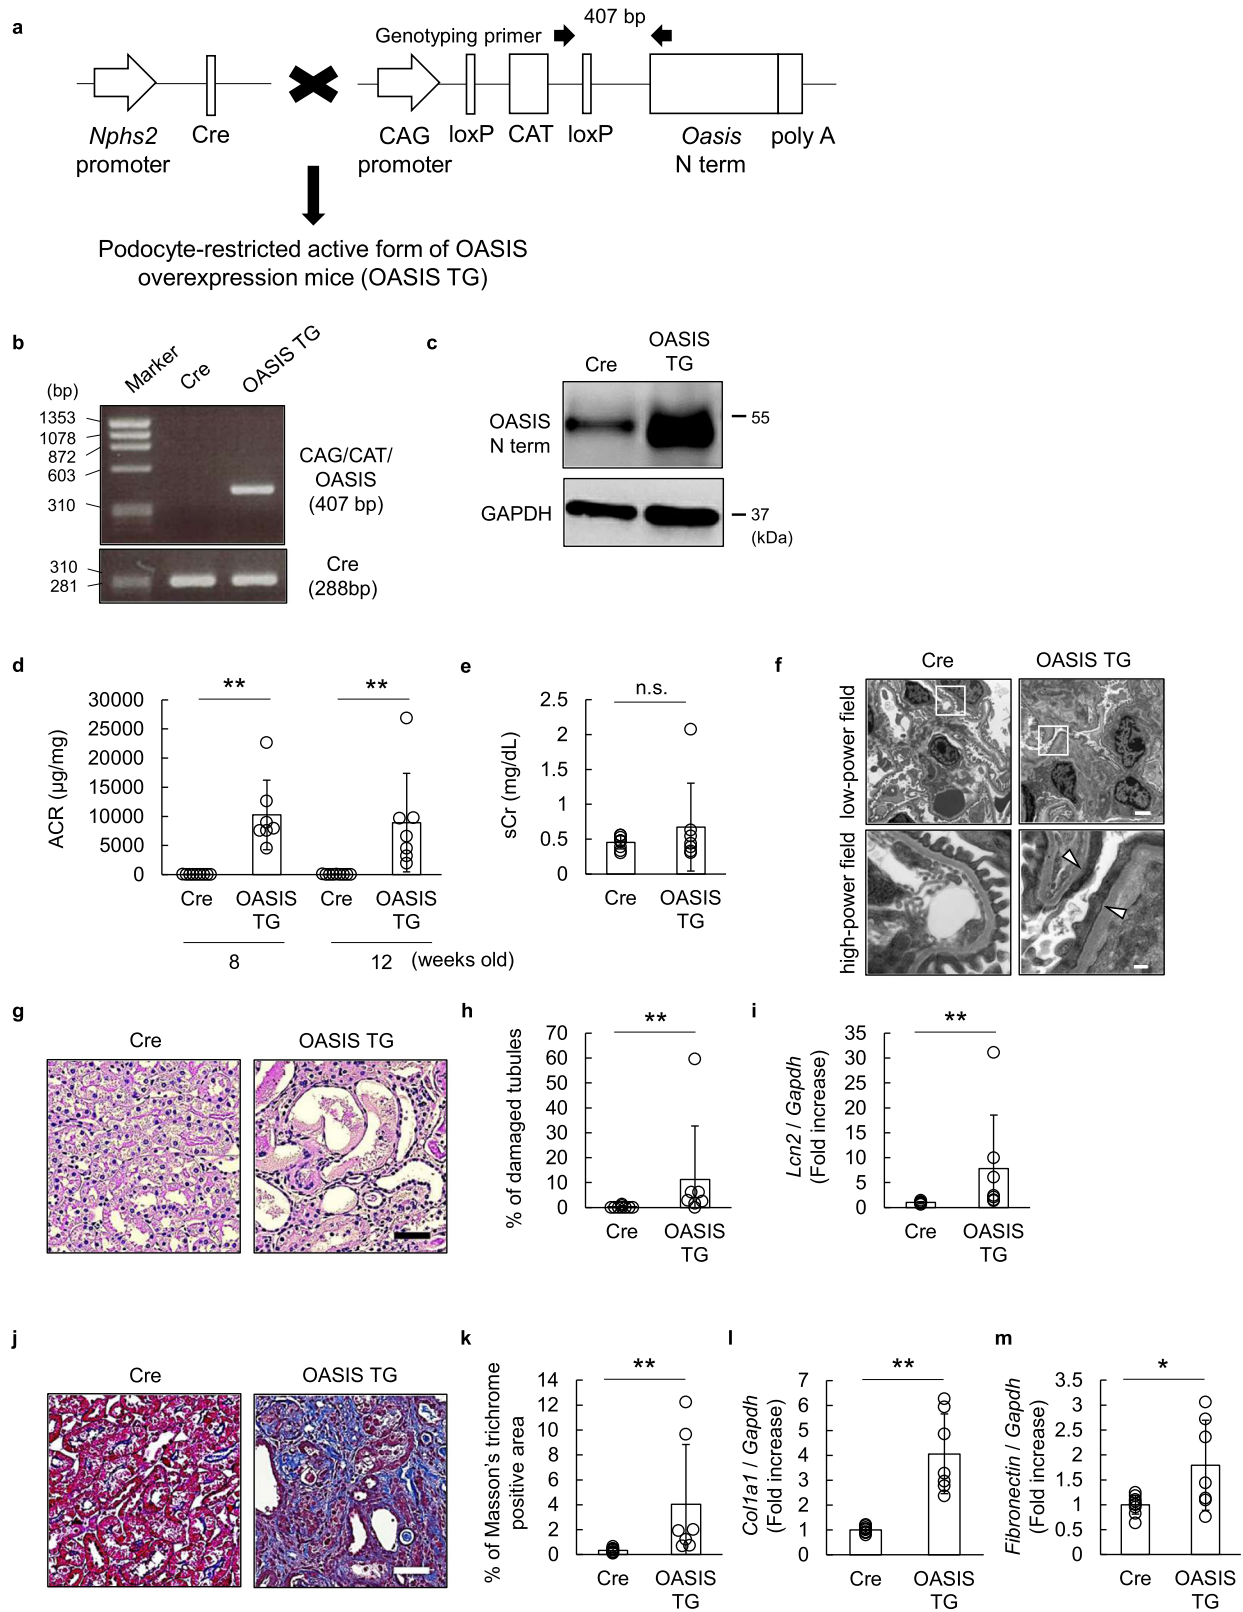 a
407 bp
Genotyping primer
Nphs2
promoter
Cre
CAG
promoter
loxP
CAT
loxP
Oasis
N term
poly A
Podocyte-restricted active form of OASIS
overexpression mice (OASIS TG)
b
Marker
Cre
OASIS TG
(bp)
1353
1078
872
603
310
CAG/CAT/
OASIS
(407 bp)
310
281
Cre
(288bp)
c
Cre
OASIS
TG
OASIS
N term
55
GAPDH
37
(kDa)
d
**
**
ACR (μg/mg)
30000
25000
20000
15000
10000
5000
0
Cre
OASIS
TG
Cre
OASIS
TG
8
12
(weeks old)
e
n.s.
sCr (mg/dL)
2.5
2
1.5
1
0.5
0
Cre
OASIS
TG
f
Cre
OASIS TG
low-power field
high-power field
g
Cre
OASIS TG
h
**
% of damaged tubules
70
60
50
40
30
20
10
0
Cre
OASIS
TG
i
**
Lcn2 / Gapdh
(Fold increase)
35
30
25
20
15
10
5
0
Cre
OASIS
TG
j
Cre
OASIS TG
k
**
% of Masson's trichrome
positive area
14
12
10
8
6
4
2
0
Cre
OASIS
TG
l
**
Col1a1 / Gapdh
(Fold increase)
7
6
5
4
3
2
1
0
Cre
OASIS
TG
m
*
Fibronectin / Gapdh
(Fold increase)
3.5
3
2.5
2
1.5
1
0.5
0
Cre
OASIS
TG